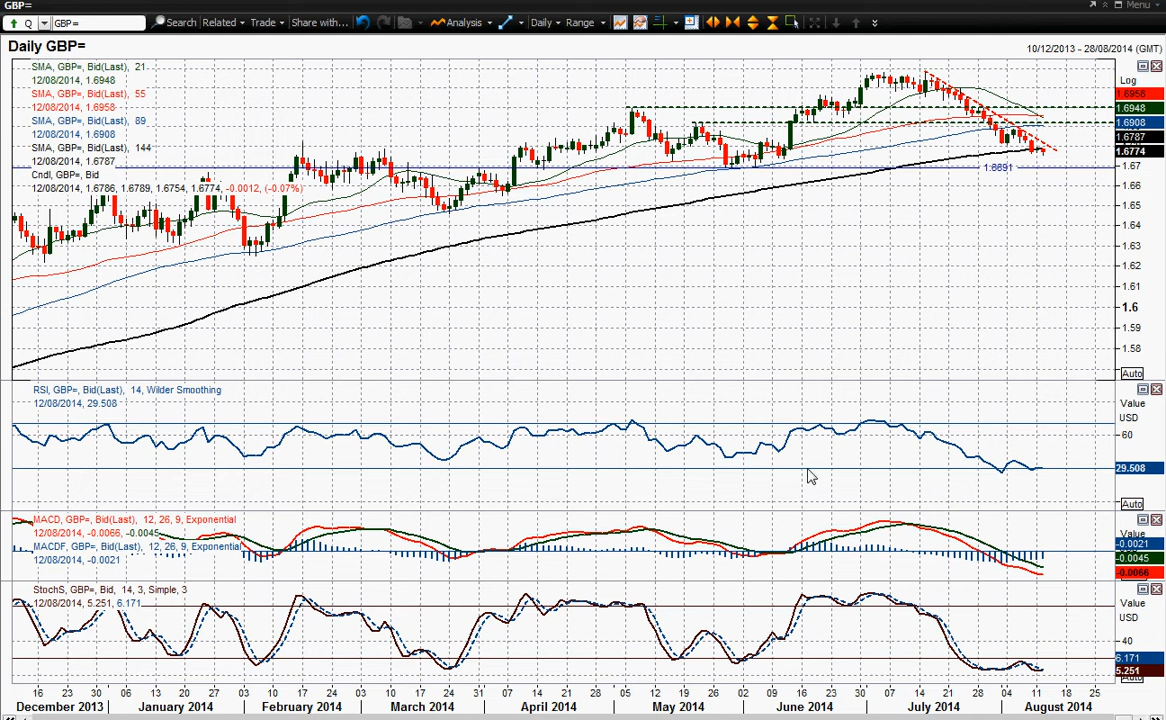 GBP=
Menu
Q GBP= Search Related Trade Share with... Analysis Daily Range
Daily GBP=
10/12/2013 - 28/08/2014 (GMT)
SMA, GBP=, Bid(Last), 21
12/08/2014, 1.6948
SMA, GBP=, Bid(Last), 55
12/08/2014, 1.6958
SMA, GBP=, Bid(Last), 89
12/08/2014, 1.6908
SMA, GBP=, Bid(Last), 144
12/08/2014, 1.6787
Cndl, GBP=, Bid
12/08/2014, 1.6786, 1.6789, 1.6754, 1.6774, -0.0012, (-0.07%)
1.6691
Log
1.6958
1.6948
1.6908
1.6787
1.6774
1.67
1.66
1.65
1.64
1.63
1.62
1.61
1.6
1.59
1.58
Auto
RSI, GBP=, Bid(Last), 14, Wilder Smoothing
12/08/2014, 29.508
Value
USD
60
29.508
Auto
MACD, GBP=, Bid(Last), 12, 26, 9, Exponential
12/08/2014, -0.0066, -0.0045
MACDF, GBP=, Bid(Last), 12, 26, 9, Exponential
12/08/2014, -0.0021
Value
-0.0021
-0.0045
-0.0066
StochS, GBP=, Bid, 14, 3, Simple, 3
12/08/2014, 5.251, 6.171
Value
USD
40
6.171
5.251
Auto
16 23 30 06 13 20 27 03 10 17 24 03 10 17 24 31 07 14 21 28 05 12 19 26 02 09 16 23 30 07 14 21 28 04 11 18 25
December 2013 January 2014 February 2014 March 2014 April 2014 May 2014 June 2014 July 2014 August 2014